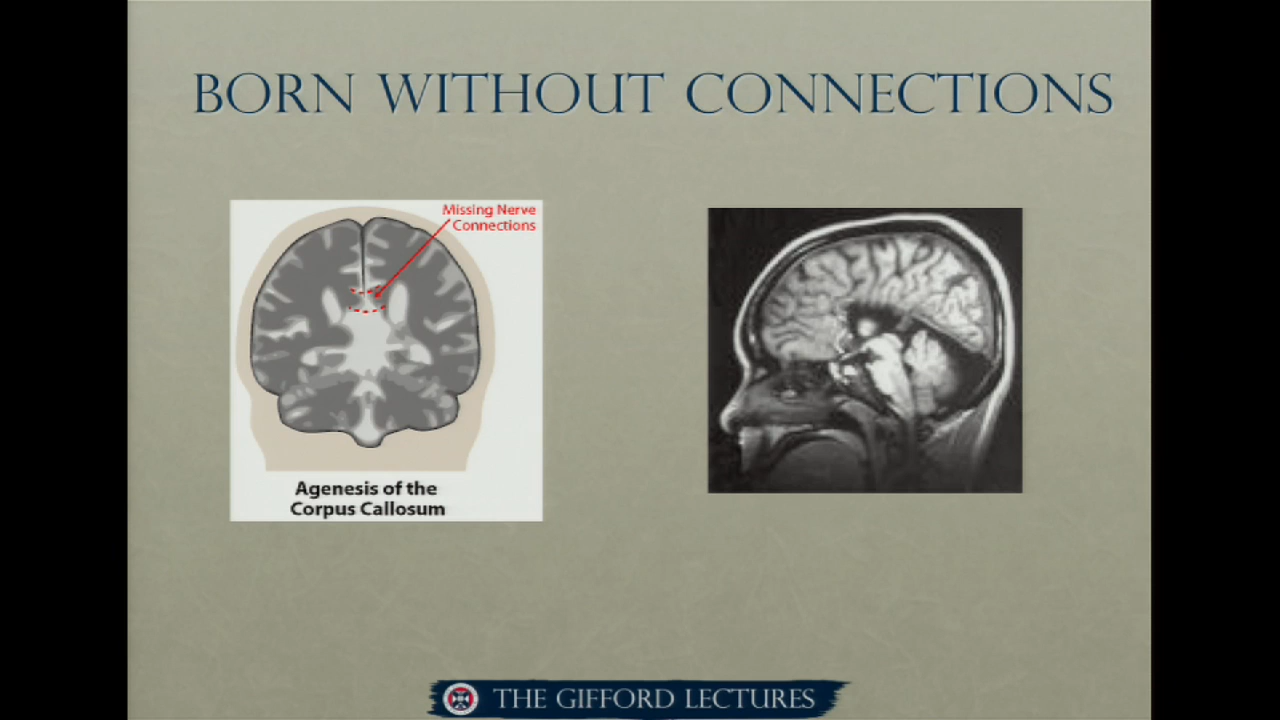 BORN WITHOUT CONNECTIONS
Missing Nerve
Connections
Agenesis of the
Corpus Callosum
THE GIFFORD LECTURES